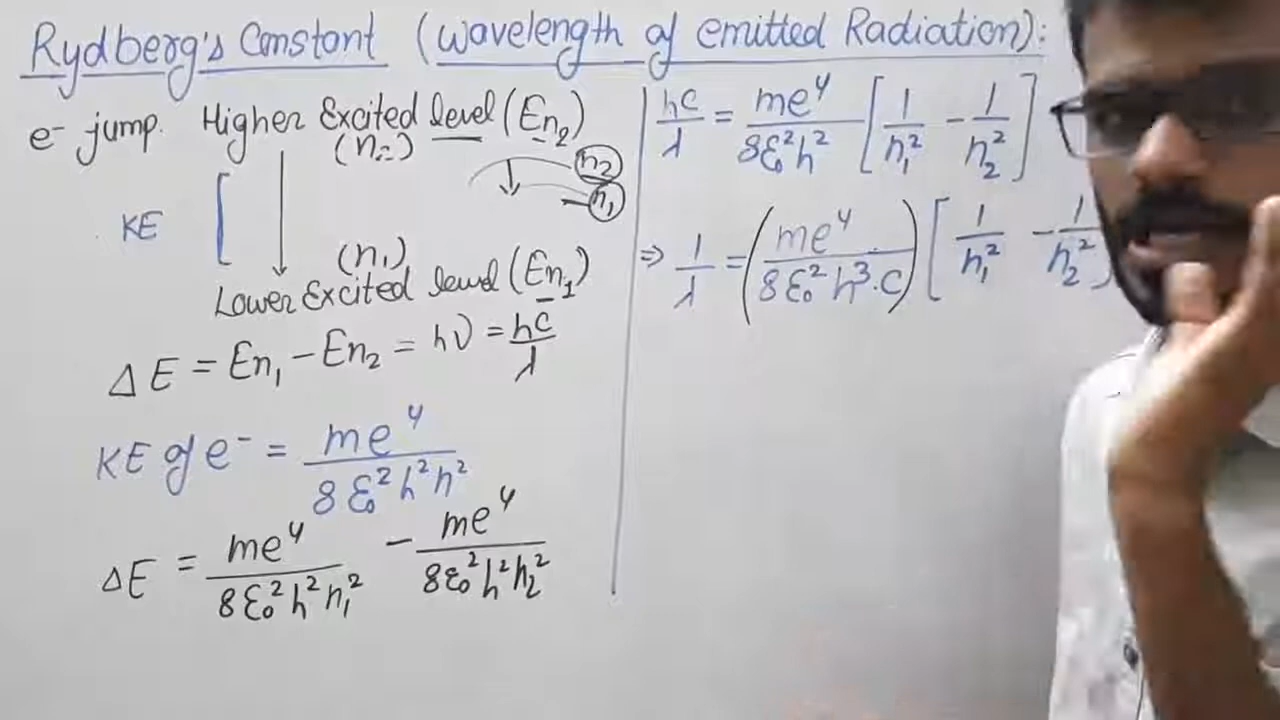 Rydberg's Constant (wavelength of emitted Radiation):
e⁻ jump. Higher Excited level (En₂)
(n₂)
n₂
n₁
KE
(n₁)
Lower Excited level (En₁)
ΔE = En₁ − En₂ = hν = hc/λ
KE of e⁻ = me⁴/8ε₀²h²n²
ΔE = me⁴/8ε₀²h²n₁² − me⁴/8ε₀²h²n₂²
hc/λ = me⁴/8ε₀²h² [1/n₁² − 1/n₂²]
⇒ 1/λ = (me⁴/8ε₀²h³.c) [1/n₁² − 1/n₂²]